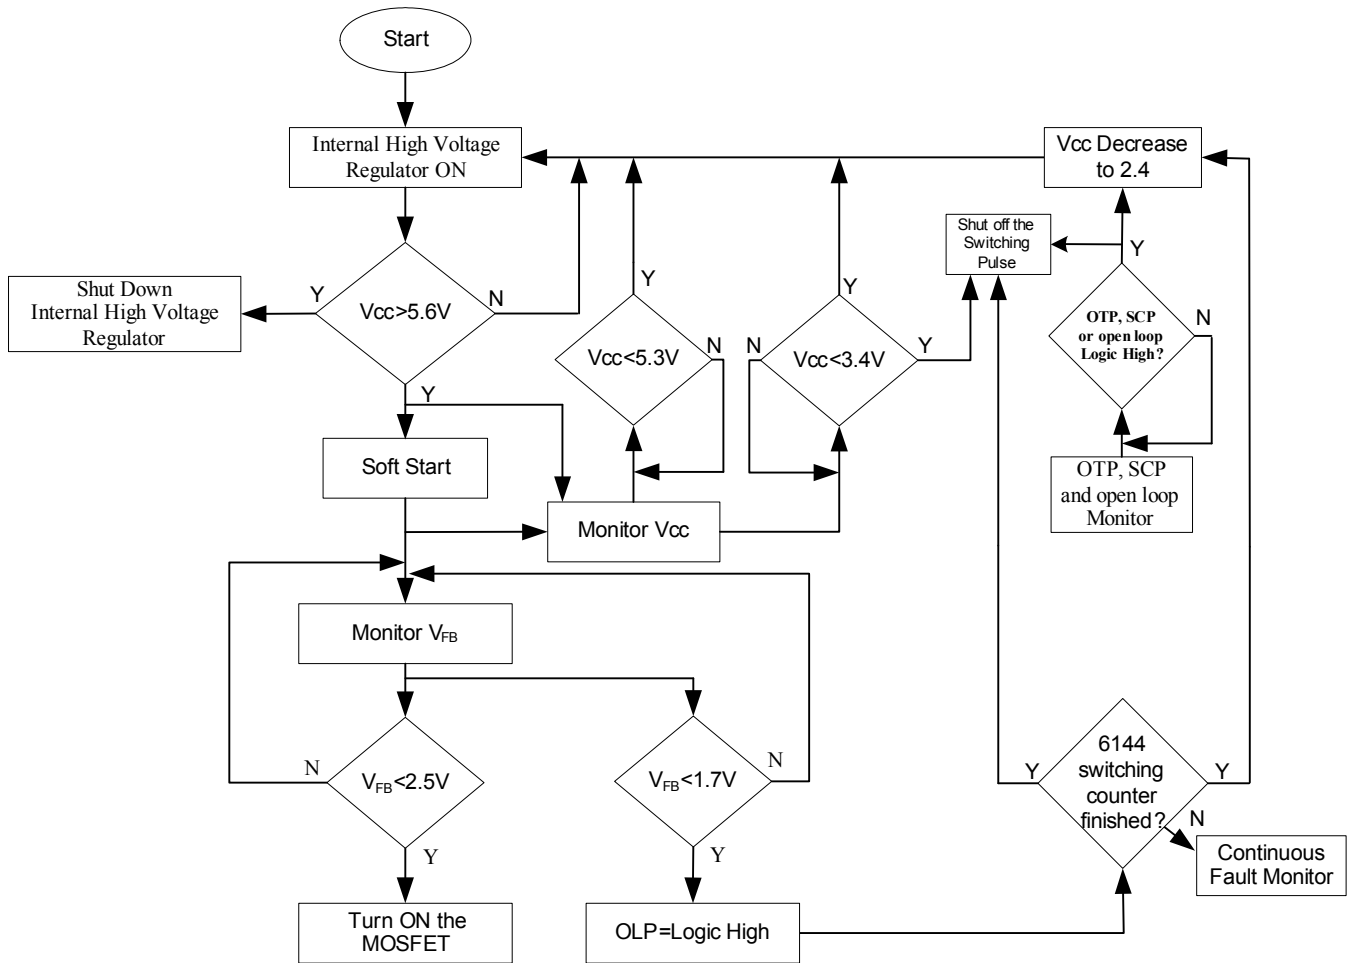 Start
Internal High Voltage
Regulator ON
Vcc Decrease
to 2.4
Shut off the
Switching
Pulse
Y
Shut Down
Internal High Voltage
Regulator
Y
Vcc>5.6V
N
Y
Vcc<5.3V
N
Y
N
Vcc<3.4V
Y
OTP, SCP
or open loop
Logic High?
N
Y
Soft Start
Monitor Vcc
OTP, SCP
and open loop
Monitor
Monitor VFB
N
VFB<2.5V
Y
VFB<1.7V
N
Y
Y
6144
switching
counter
finished?
Y
N
Turn ON the
MOSFET
OLP=Logic High
Continuous
Fault Monitor